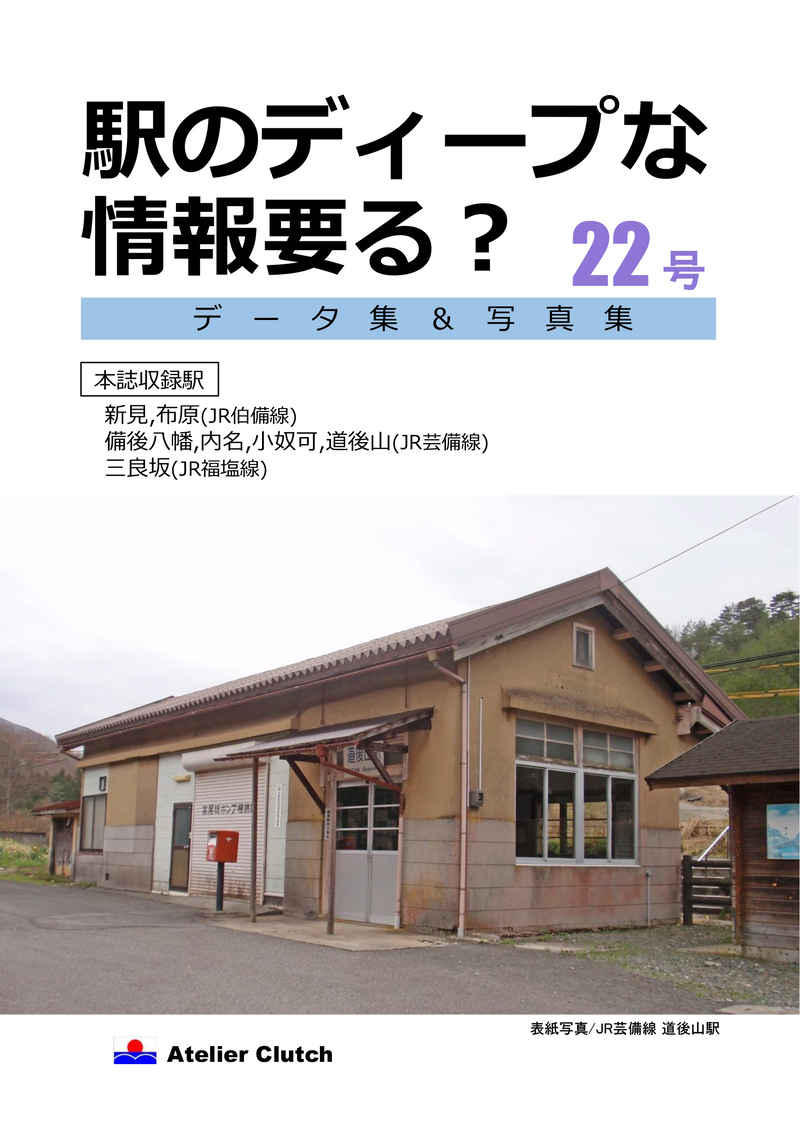 駅のディープな
情報要る?
22号
データ集&写真集
本誌収録駅
新見,布原(JR伯備線)
備後八幡,内名,小奴可,道後山(JR芸備線)
三良坂(JR福塩線)
道後山
表紙写真/JR芸備線 道後山駅
Atelier Clutch